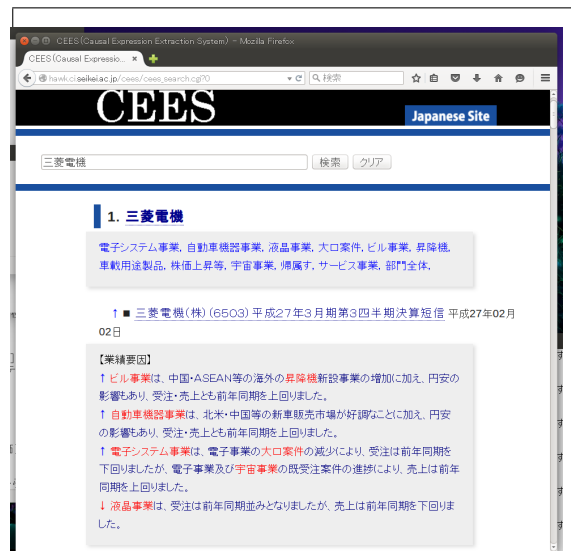 CEES(Causal Expression Extraction System) - Mozilla Firefox
CEES(Causal Expressio... ×
hawk.ci.seikei.ac.jp/cees/cees_search.cgi?0
検索
CEES
Japanese Site
三菱電機
検索 クリア
1. 三菱電機
電子システム事業, 自動車機器事業, 液晶事業, 大口案件, ビル事業, 昇降機,
車載用途製品, 株価上昇等, 宇宙事業, 帰属す, サービス事業, 部門全体,
↑ ■ 三菱電機(株)(6503)平成27年3月期第3四半期決算短信 平成27年02月
02日
【業績要因】
↑ビル事業は、中国・ASEAN等の海外の昇降機新設事業の増加に加え、円安の
影響もあり、受注・売上とも前年同期を上回りました。
↑ 自動車機器事業は、北米・中国等の新車販売市場が好調なことに加え、円安
の影響もあり、受注・売上とも前年同期を上回りました。
↑ 電子システム事業は、電子事業の大口案件の減少により、受注は前年同期を
下回りましたが、電子事業及び宇宙事業の既受注案件の進捗により、売上は前年
同期を上回りました。
↓ 液晶事業は、受注は前年同期並みとなりましたが、売上は前年同期を下回りま
した。